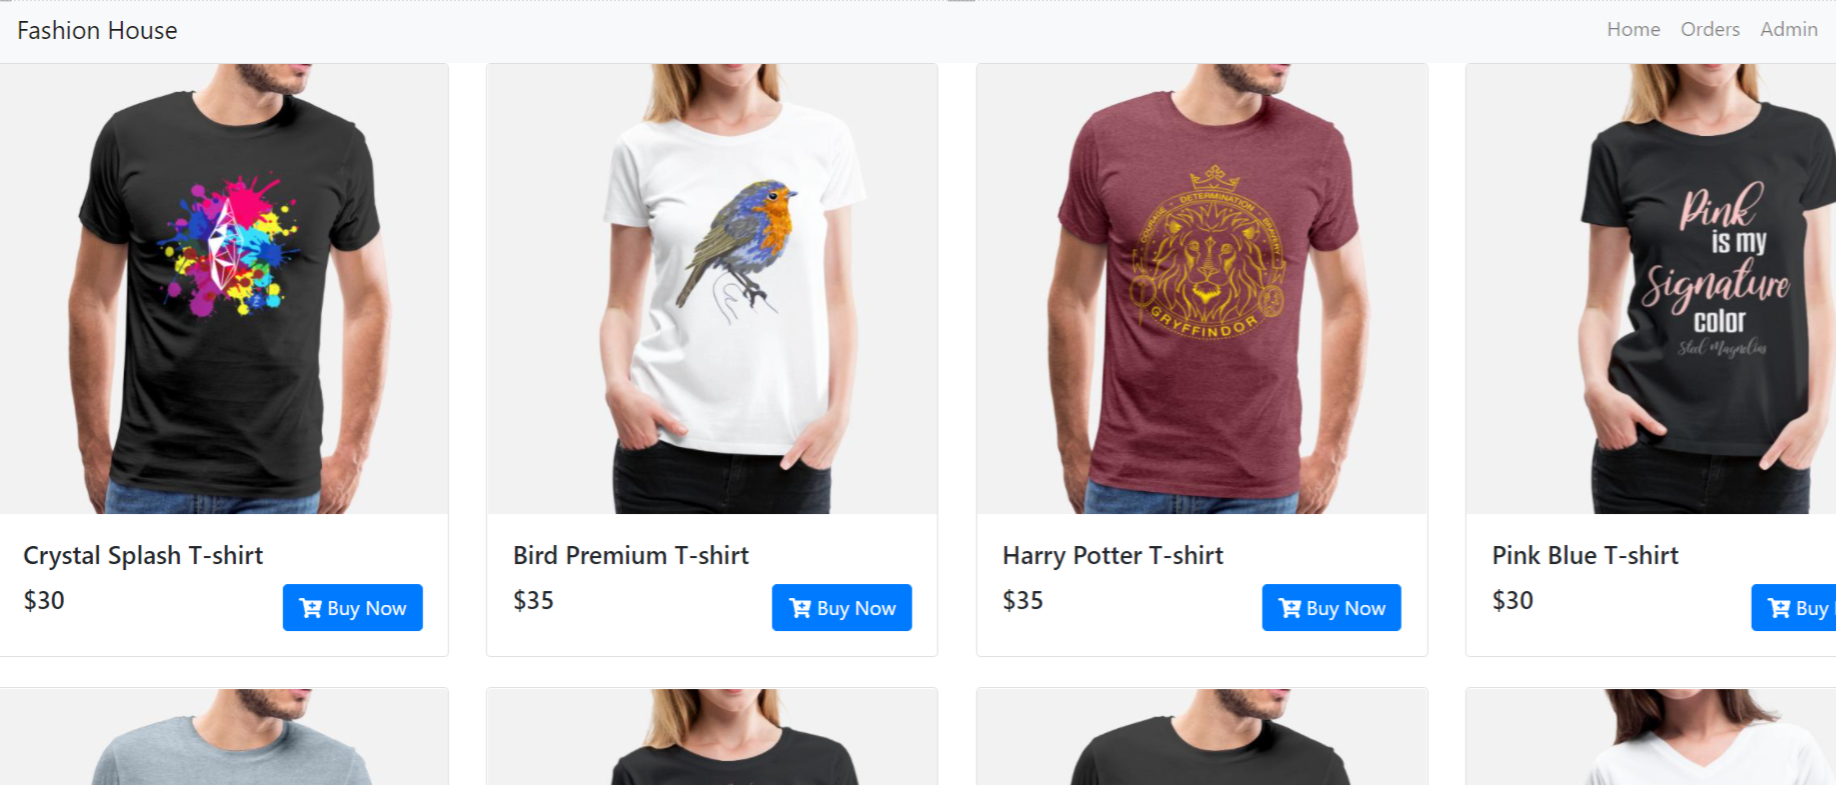 Fashion House
Home Orders Admin
COURAGE • DETERMINATION • BRAVERY
GRYFFINDOR
Pink
is my
Signature
color
Steel Magnolias
Crystal Splash T-shirt
$30
Buy Now
Bird Premium T-shirt
$35
Buy Now
Harry Potter T-shirt
$35
Buy Now
Pink Blue T-shirt
$30
Buy